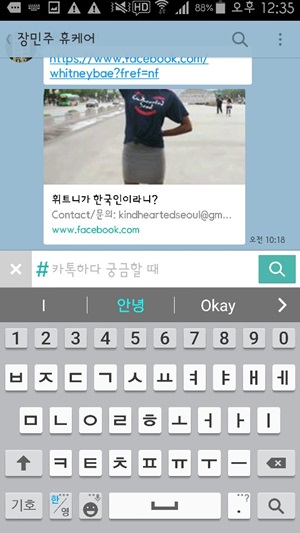 HD 88% 오후 12:35
장민주 휴케어
https://www.facebook.com/
whitneybae?fref=nf
휘트니가 한국인이라니?
Contact/문의: kindheartedseoul@gm...
www.facebook.com
오전 10:18
# 카톡하다 궁금할 때
I 안녕 Okay
1 2 3 4 5 6 7 8 9 0
ㅂ ㅈ ㄷ ㄱ ㅅ ㅛ ㅕ ㅑ ㅐ ㅔ
ㅁ ㄴ ㅇ ㄹ ㅎ ㅗ ㅓ ㅏ ㅣ
ㅋ ㅌ ㅊ ㅍ ㅠ ㅜ ㅡ
기호 한/영 . ,?